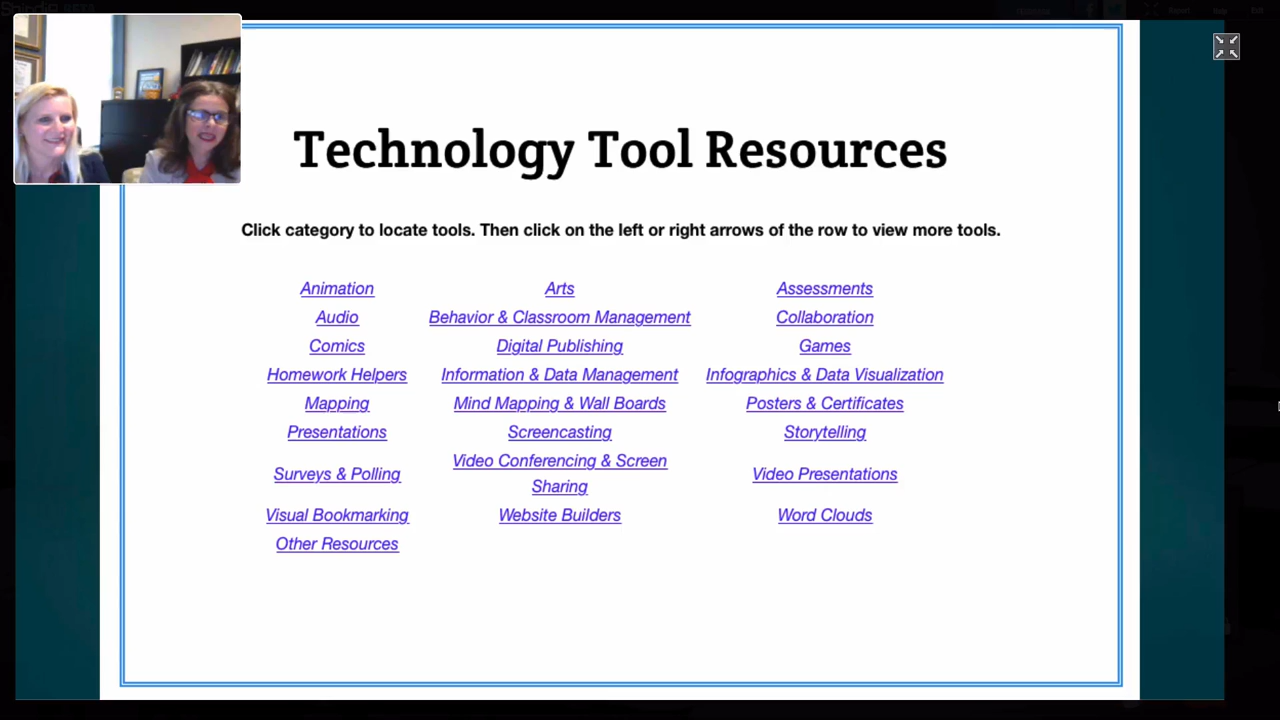 Technology Tool Resources
Click category to locate tools. Then click on the left or right arrows of the row to view more tools.
Animation Arts Assessments
Audio Behavior & Classroom Management Collaboration
Comics Digital Publishing Games
Homework Helpers Information & Data Management Infographics & Data Visualization
Mapping Mind Mapping & Wall Boards Posters & Certificates
Presentations Screencasting Storytelling
Surveys & Polling Video Conferencing & Screen Sharing Video Presentations
Visual Bookmarking Website Builders Word Clouds
Other Resources